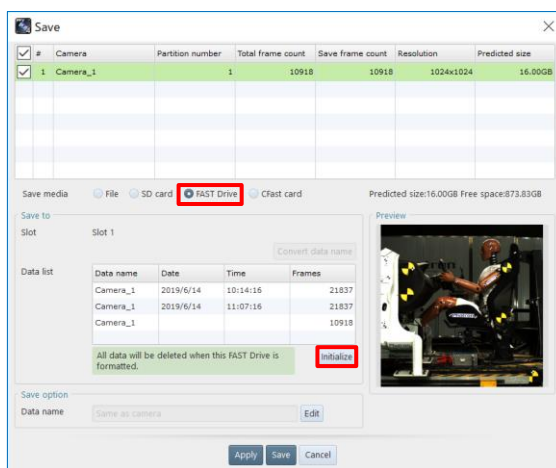 Save
# Camera Partition number Total frame count Save frame count Resolution Predicted size
1 Camera_1 1 10918 10918 1024x1024 16.00GB
Save media File SD card FAST Drive CFast card Predicted size:16.00GB Free space:873.83GB
Save to
Preview
Slot Slot 1
Convert data name
Data list
Data name Date Time Frames
Camera_1 2019/6/14 10:14:16 21837
Camera_1 2019/6/14 11:07:16 21837
Camera_1 10918
All data will be deleted when this FAST Drive is
formatted.
Initialize
Save option
Data name Same as camera Edit
Apply Save Cancel